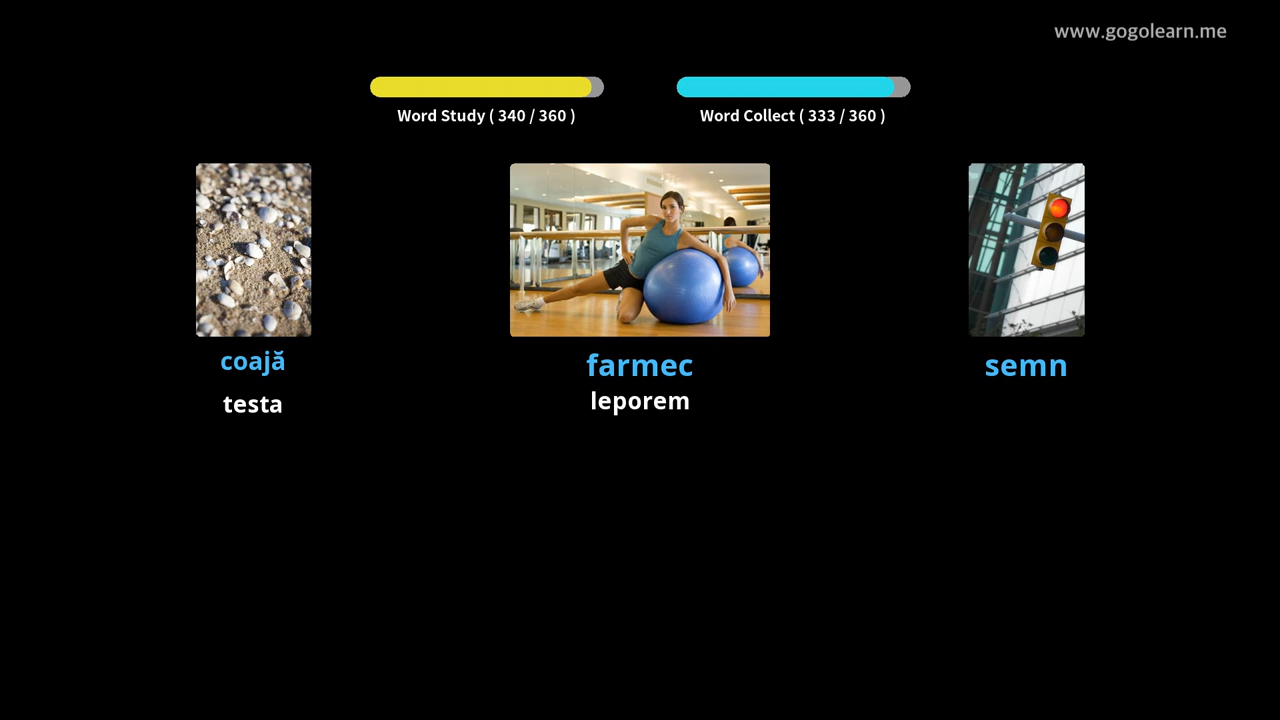 www.gogolearn.me
Word Study ( 340 / 360 )
Word Collect ( 333 / 360 )
coajă
farmec
semn
testa
leporem